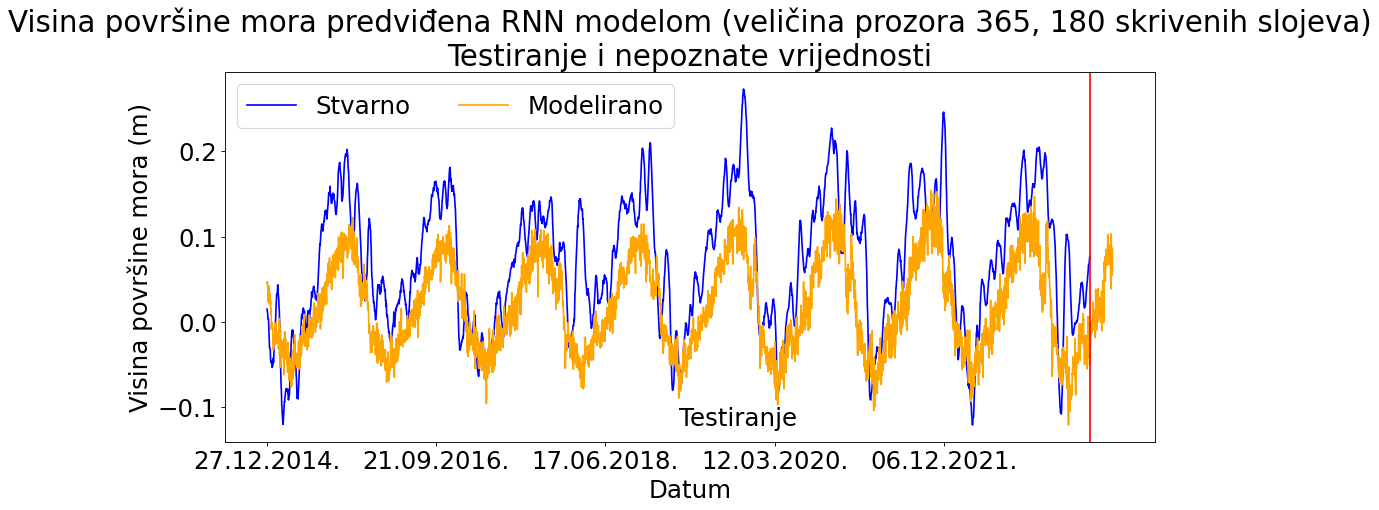 Visina površine mora predviđena RNN modelom (veličina prozora 365, 180 skrivenih slojeva)
Testiranje i nepoznate vrijednosti
Stvarno Modelirano
Visina površine mora (m)
0.2
0.1
0.0
−0.1
Testiranje
27.12.2014. 21.09.2016. 17.06.2018. 12.03.2020. 06.12.2021.
Datum